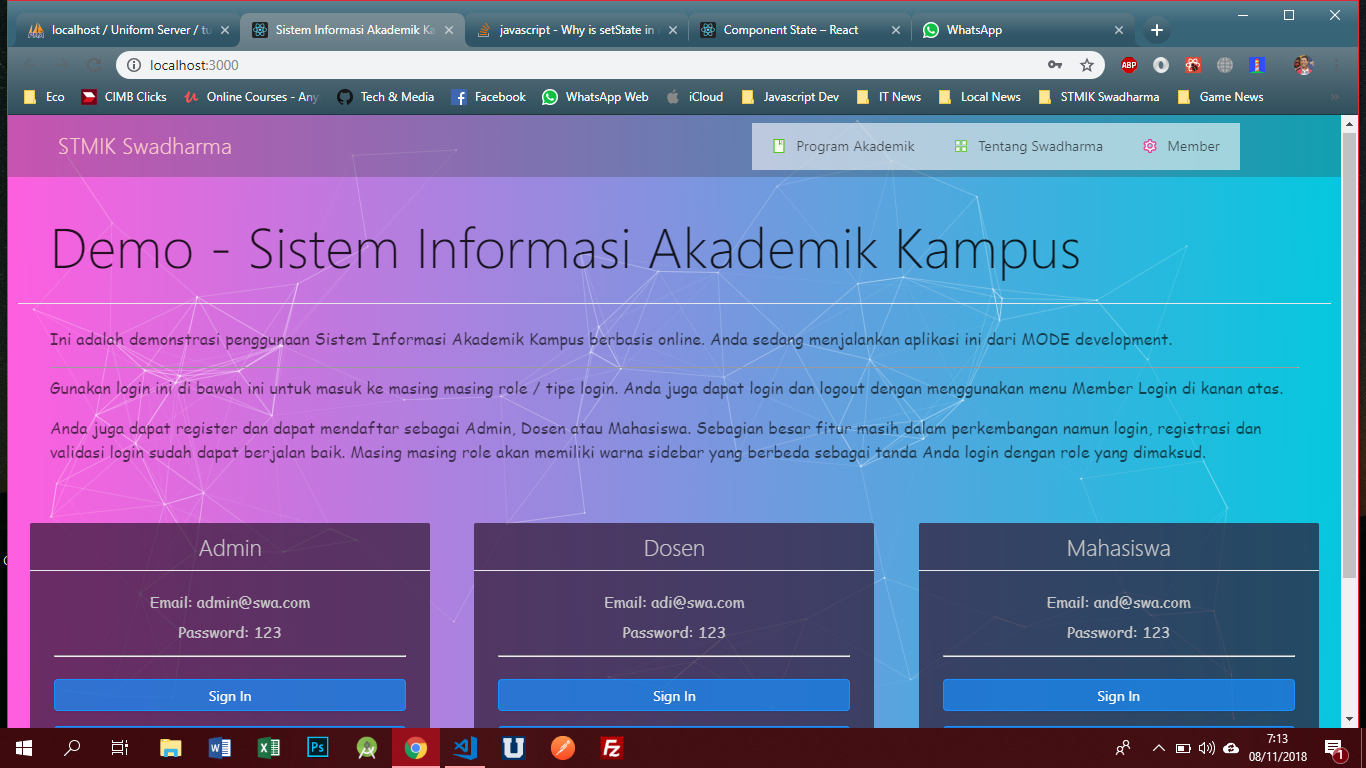 localhost / Uniform Server / tu
Sistem Informasi Akademik Ka
javascript - Why is setState in
Component State – React
WhatsApp
localhost:3000
ABP
Eco
CIMB Clicks
Online Courses - Any
Tech & Media
Facebook
WhatsApp Web
iCloud
Javascript Dev
IT News
Local News
STMIK Swadharma
Game News
STMIK Swadharma
Program Akademik
Tentang Swadharma
Member
Demo - Sistem Informasi Akademik Kampus
Ini adalah demonstrasi penggunaan Sistem Informasi Akademik Kampus berbasis online. Anda sedang menjalankan aplikasi ini dari MODE development.
Gunakan login ini di bawah ini untuk masuk ke masing masing role / tipe login. Anda juga dapat login dan logout dengan menggunakan menu Member Login di kanan atas.
Anda juga dapat register dan dapat mendaftar sebagai Admin, Dosen atau Mahasiswa. Sebagian besar fitur masih dalam perkembangan namun login, registrasi dan
validasi login sudah dapat berjalan baik. Masing masing role akan memiliki warna sidebar yang berbeda sebagai tanda Anda login dengan role yang dimaksud.
Admin
Email: admin@swa.com
Password: 123
Sign In
Dosen
Email: adi@swa.com
Password: 123
Sign In
Mahasiswa
Email: and@swa.com
Password: 123
Sign In
Ps
7:13
08/11/2018
1